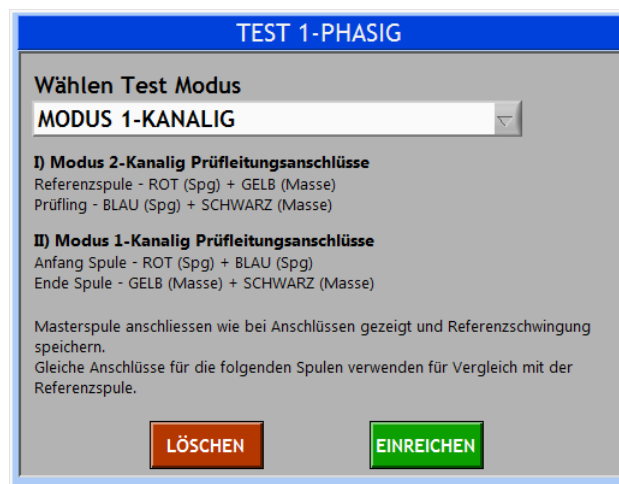 TEST 1-PHASIG
Wählen Test Modus
MODUS 1-KANALIG
I) Modus 2-Kanalig Prüfleitungsanschlüsse
Referenzspule - ROT (Spg) + GELB (Masse)
Prüfling - BLAU (Spg) + SCHWARZ (Masse)
II) Modus 1-Kanalig Prüfleitungsanschlüsse
Anfang Spule - ROT (Spg) + BLAU (Spg)
Ende Spule - GELB (Masse) + SCHWARZ (Masse)
Masterspule anschliessen wie bei Anschlüssen gezeigt und Referenzschwingung
speichern.
Gleiche Anschlüsse für die folgenden Spulen verwenden für Vergleich mit der
Referenzspule.
LÖSCHEN
EINREICHEN